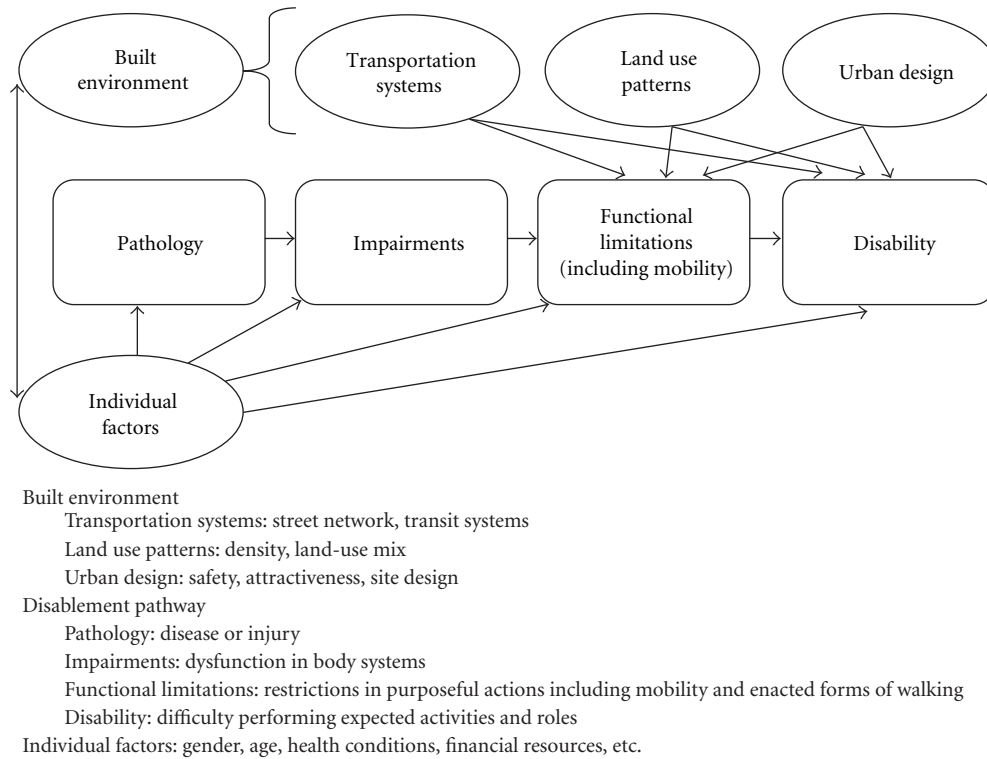 Built
environment
Transportation
systems
Land use
patterns
Urban design
Pathology
Impairments
Functional
limitations
(including mobility)
Disability
Individual
factors
Built environment
Transportation systems: street network, transit systems
Land use patterns: density, land-use mix
Urban design: safety, attractiveness, site design
Disablement pathway
Pathology: disease or injury
Impairments: dysfunction in body systems
Functional limitations: restrictions in purposeful actions including mobility and enacted forms of walking
Disability: difficulty performing expected activities and roles
Individual factors: gender, age, health conditions, financial resources, etc.